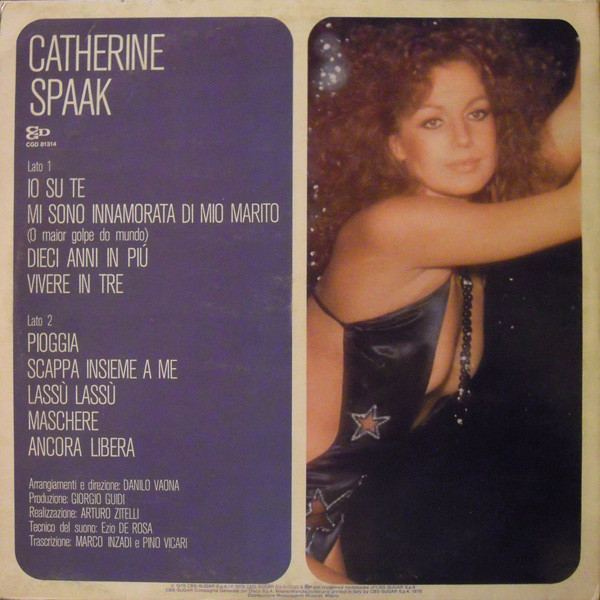 CATHERINE
SPAAK
CGD
CGD 81314
Lato 1
IO SU TE
MI SONO INNAMORATA DI MIO MARITO
(O maior golpe do mundo)
DIECI ANNI IN PIÚ
VIVERE IN TRE
Lato 2
PIOGGIA
SCAPPA INSIEME A ME
LASSÙ LASSÙ
MASCHERE
ANCORA LIBERA
Arrangiamenti e direzione: DANILO VAONA
Produzione: GIORGIO GUIDI
Realizzazione: ARTURO ZITELLI
Tecnico del suono: Ezio DE ROSA
Trascrizione: MARCO INZADI e PINO VICARI